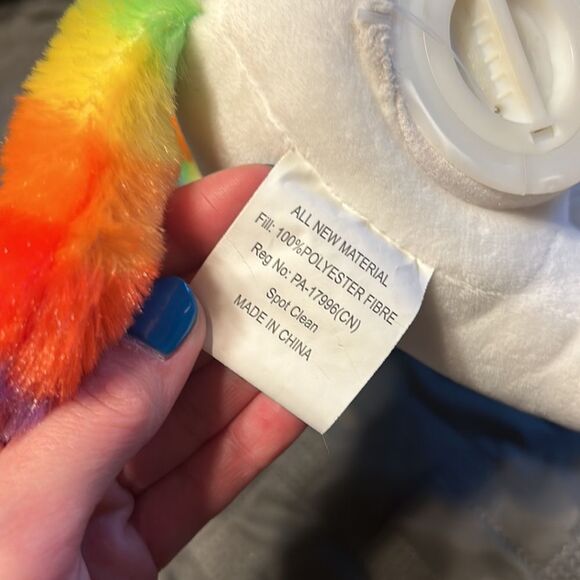 ALL NEW MATERIAL
Fill: 100%POLYESTER FIBRE
Reg No: PA-17996(CN)
Spot Clean
MADE IN CHINA